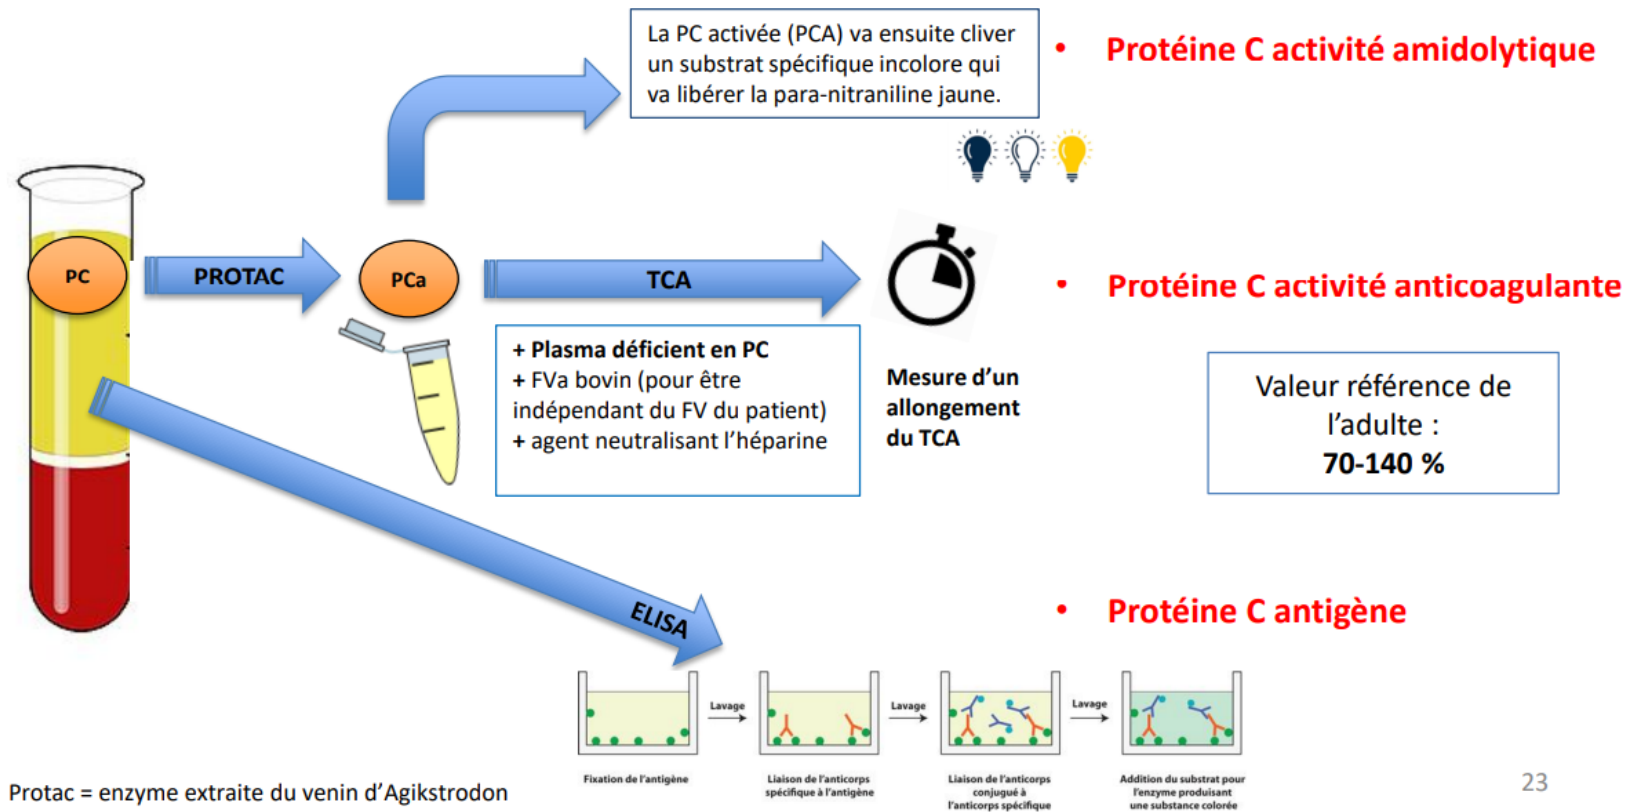 La PC activée (PCA) va ensuite cliver
un substrat spécifique incolore qui
va libérer la para-nitraniline jaune.
• Protéine C activité amidolytique
PC
PROTAC
PCa
TCA
• Protéine C activité anticoagulante
+ Plasma déficient en PC
+ FVa bovin (pour être
indépendant du FV du patient)
+ agent neutralisant l'héparine
Mesure d'un
allongement
du TCA
Valeur référence de
l'adulte :
70-140 %
ELISA
• Protéine C antigène
Lavage
Lavage
Lavage
Fixation de l'antigène
Liaison de l'anticorps
spécifique à l'antigène
Liaison de l'anticorps
conjugué à
l'anticorps spécifique
Addition du substrat pour
l'enzyme produisant
une substance colorée
Protac = enzyme extraite du venin d'Agikstrodon
23